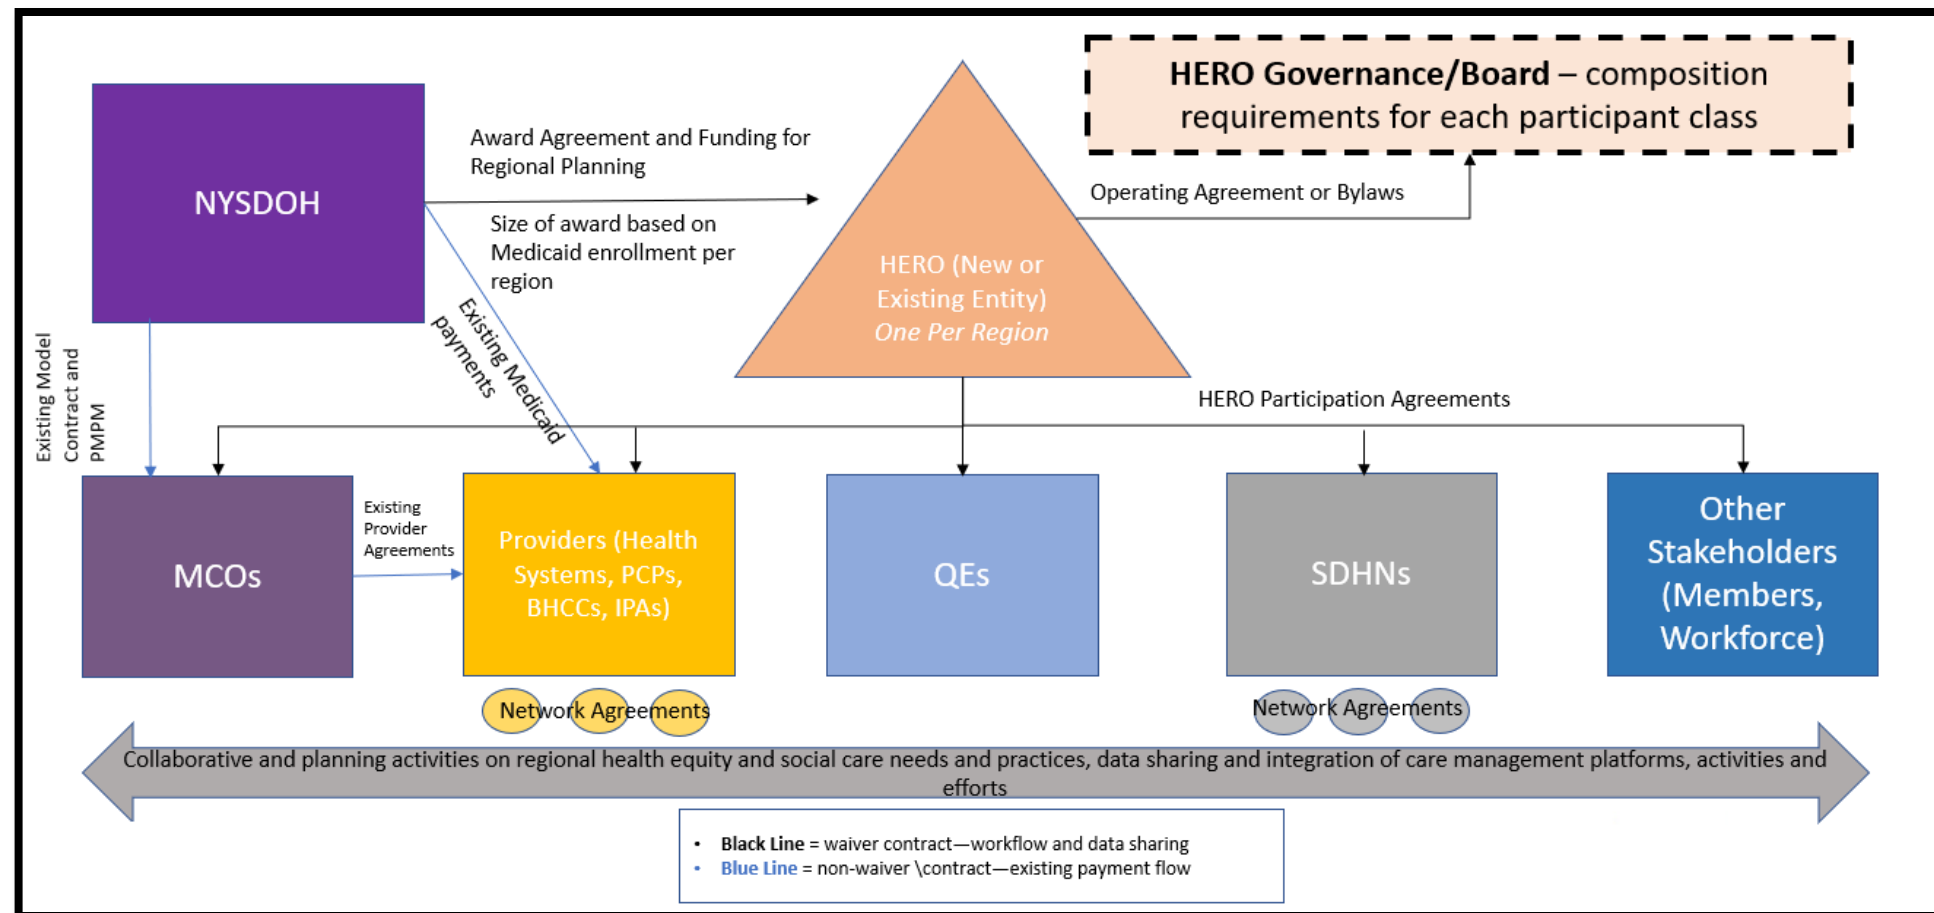 HERO Governance/Board – composition
requirements for each participant class
NYSDOH
Award Agreement and Funding for
Regional Planning
Size of award based on
Medicaid enrollment per
region
HERO (New or
Existing Entity)
One Per Region
Operating Agreement or Bylaws
Existing Model
Contract and
PMPM
Existing Medicaid
payments
HERO Participation Agreements
MCOs
Existing
Provider
Agreements
Providers (Health
Systems, PCPs,
BHCCs, IPAs)
QEs
SDHNs
Other
Stakeholders
(Members,
Workforce)
Network Agreements
Network Agreements
Collaborative and planning activities on regional health equity and social care needs and practices, data sharing and integration of care management platforms, activities and
efforts
• Black Line = waiver contract—workflow and data sharing
• Blue Line = non-waiver \contract—existing payment flow